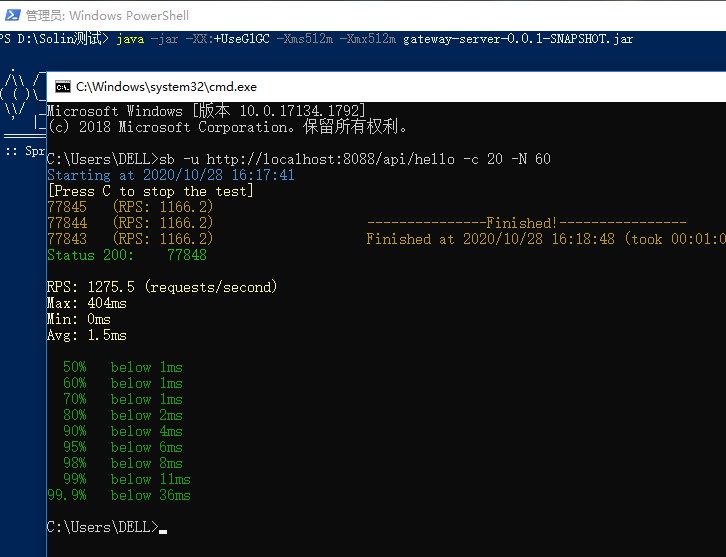 管理员: Windows PowerShell
PS D:\Solin测试> java -jar -XX:+UseG1GC -Xms512m -Xmx512m gateway-server-0.0.1-SNAPSHOT.jar
C:\Windows\system32\cmd.exe
Microsoft Windows [版本 10.0.17134.1792]
(c) 2018 Microsoft Corporation。保留所有权利。
:: Spr
C:\Users\DELL>sb -u http://localhost:8088/api/hello -c 20 -N 60
Starting at 2020/10/28 16:17:41
[Press C to stop the test]
77845 (RPS: 1166.2)
77844 (RPS: 1166.2) ---------------Finished!----------------
77843 (RPS: 1166.2) Finished at 2020/10/28 16:18:48 (took 00:01:0
Status 200: 77848
RPS: 1275.5 (requests/second)
Max: 404ms
Min: 0ms
Avg: 1.5ms
50% below 1ms
60% below 1ms
70% below 1ms
80% below 2ms
90% below 4ms
95% below 6ms
98% below 8ms
99% below 11ms
99.9% below 36ms
C:\Users\DELL>